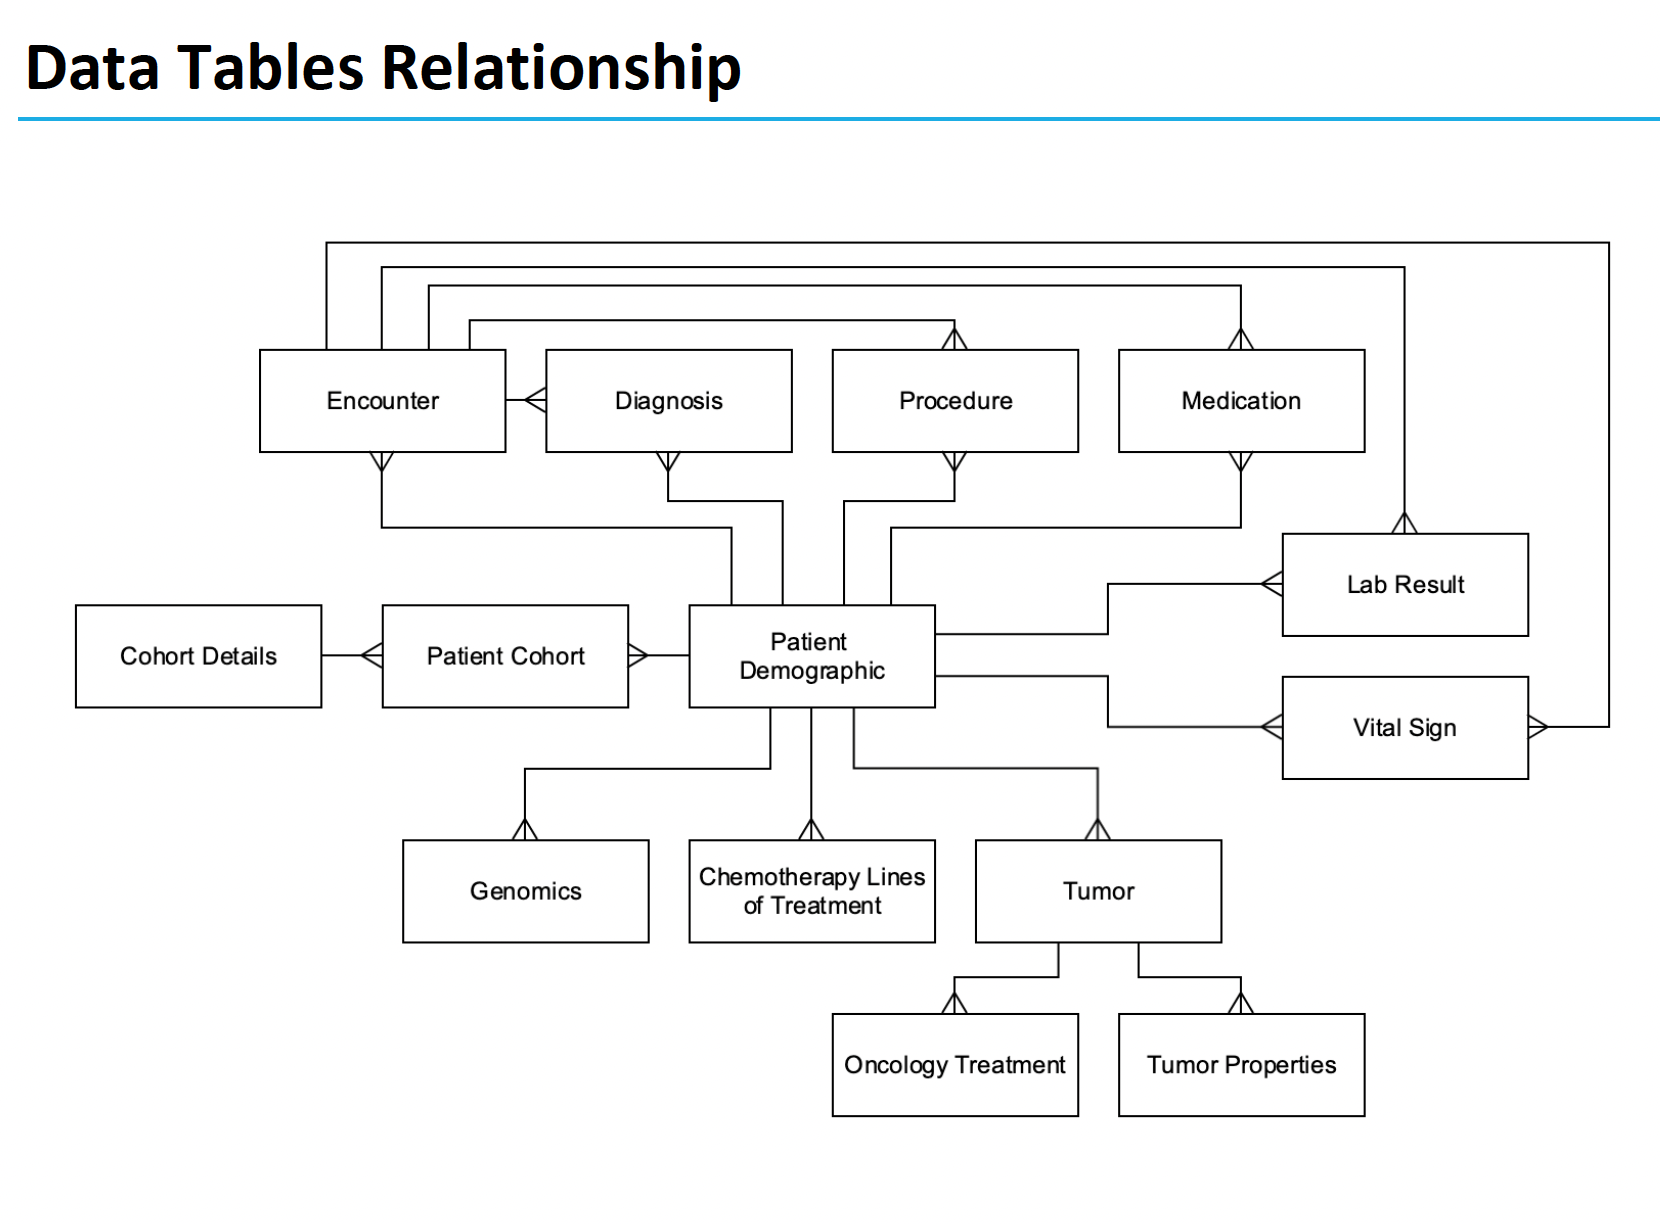 Data Tables Relationship
Encounter
Diagnosis
Procedure
Medication
Lab Result
Cohort Details
Patient Cohort
Patient
Demographic
Vital Sign
Genomics
Chemotherapy Lines
of Treatment
Tumor
Oncology Treatment
Tumor Properties